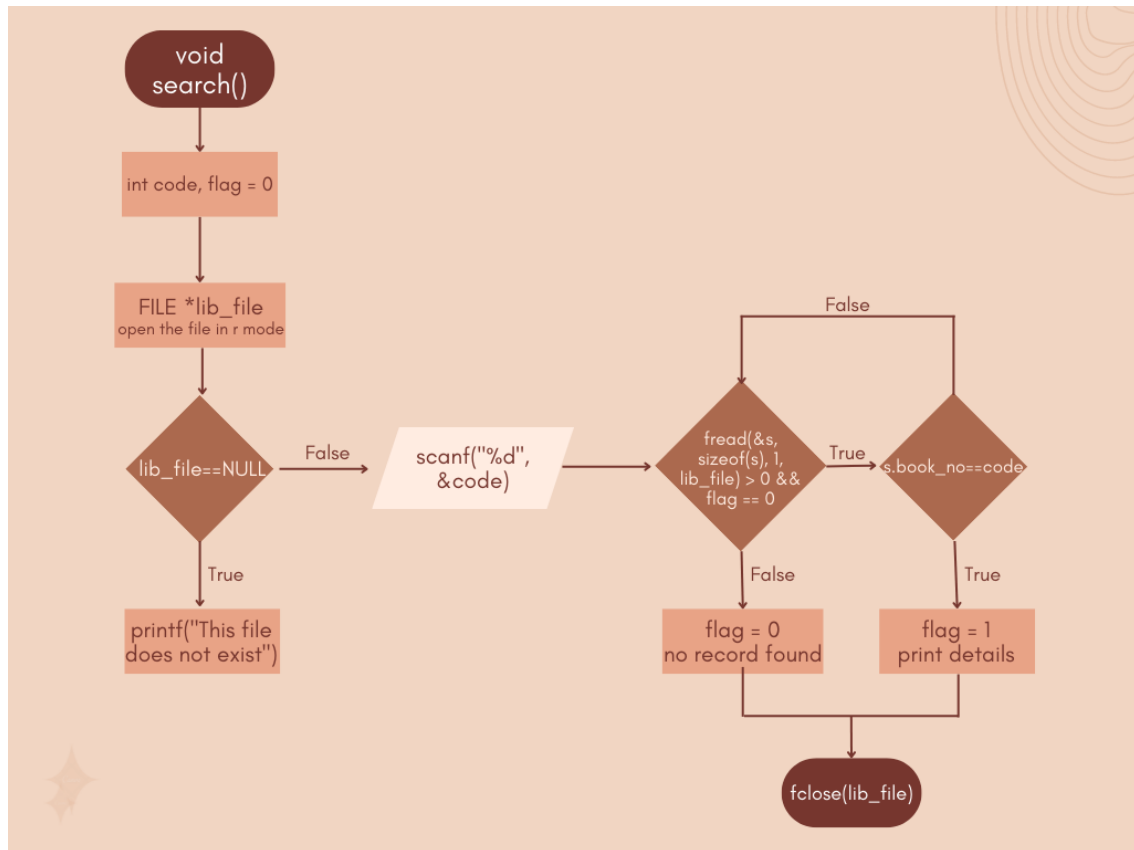 void
search()
int code, flag = 0
FILE *lib_file
open the file in r mode
lib_file==NULL
False
True
printf("This file
does not exist")
scanf("%d",
&code)
fread(&s,
sizeof(s), 1,
lib_file) > 0 &&
flag == 0
True
False
s.book_no==code
False
True
flag = 0
no record found
flag = 1
print details
fclose(lib_file)